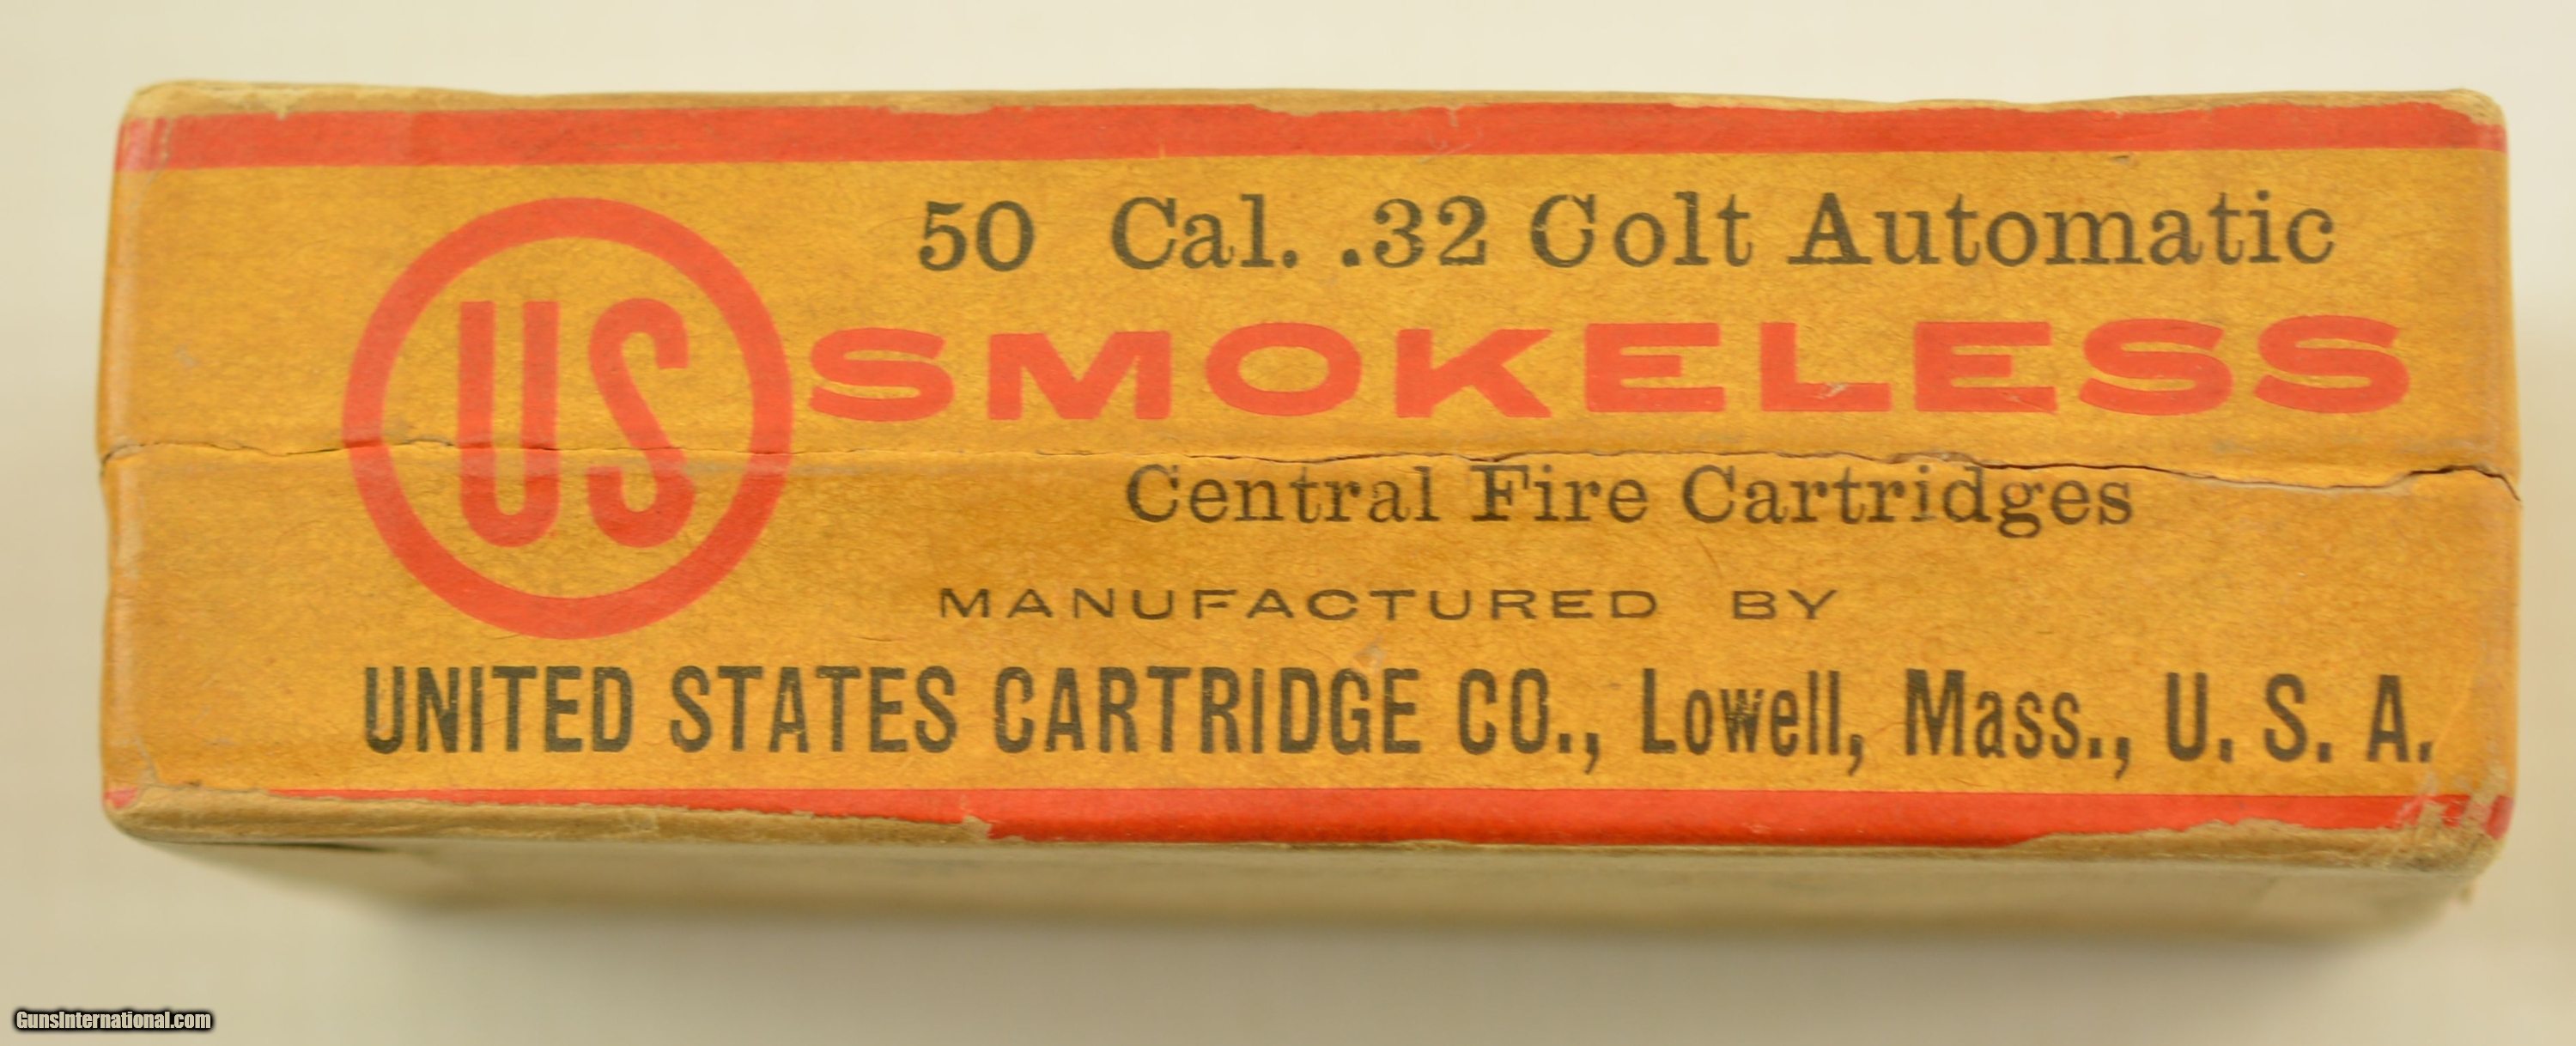 50 Cal. .32 Colt Automatic
US SMOKELESS
Central Fire Cartridges
MANUFACTURED BY
UNITED STATES CARTRIDGE CO., Lowell, Mass., U. S. A.
GunsInternational.com